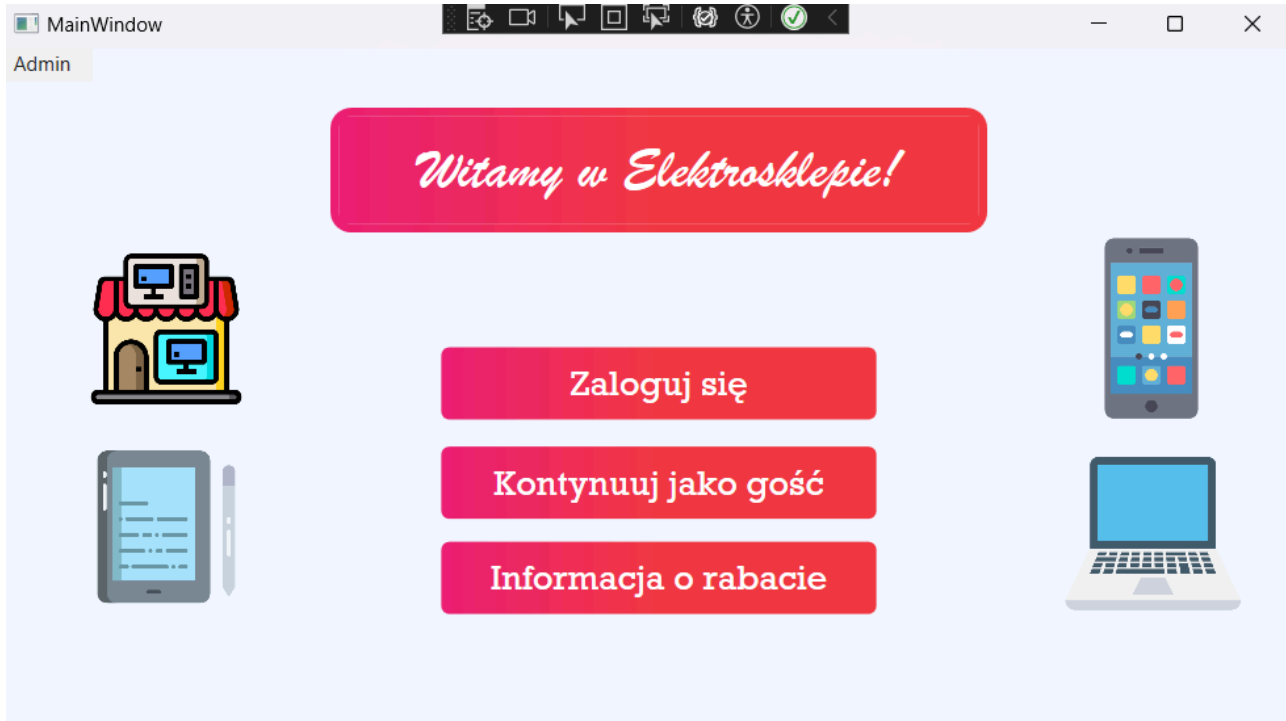 MainWindow
Admin
Witamy w Elektrosklepie!
Zaloguj się
Kontynuuj jako gość
Informacja o rabacie